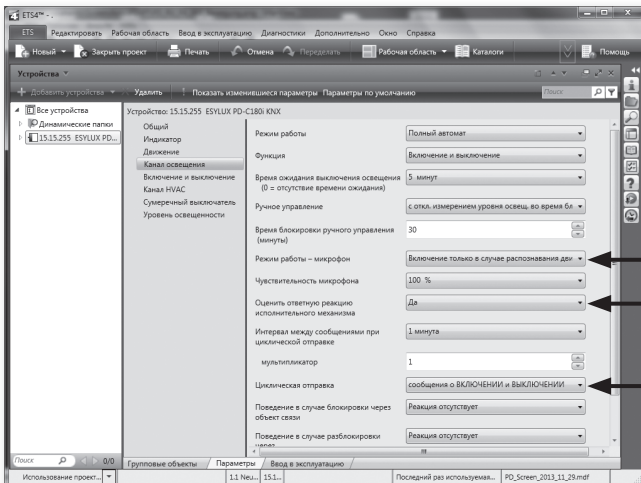 ETS4™ - .
ETS Редактировать Рабочая область Ввод в эксплуатацию Диагностики Дополнительно Окно Справка
Новый Закрыть проект Печать Отмена Переделать Рабочая область Каталоги Помощь
Устройства
Добавить устройства Удалить Показать изменившиеся параметры Параметры по умолчанию Поиск
Все устройства
Динамические папки
15.15.255 ESYLUX PD...
Устройство: 15.15.255 ESYLUX PD-C180i KNX
Общий
Индикатор
Движение
Канал освещения
Включение и выключение
Канал HVAC
Сумеречный выключатель
Уровень освещенности
Режим работы Полный автомат
Функция Включение и выключение
Время ожидания выключения освещения
(0 = отсутствие времени ожидания)
5 минут
Ручное управление с откл. измерением уровня освещ. во время бл
Время блокировки ручного управления
(минуты)
30
Режим работы – микрофон Включение только в случае распознавания дви
Чувствительность микрофона 100 %
Оценить ответную реакцию
исполнительного механизма
Да
Интервал между сообщениями при
циклической отправке
1 минута
мультипликатор 1
Циклическая отправка сообщения о ВКЛЮЧЕНИИ и ВЫКЛЮЧЕНИИ
Поведение в случае блокировки через
объект связи
Реакция отсутствует
Поведение в случае разблокировки
Реакция отсутствует
Поиск 0/0
Групповые объекты Параметры Ввод в эксплуатацию
Использование проект... 1.1 Neu... 15.1... Последний раз используемая... PD_Screen_2013_11_29.mdf